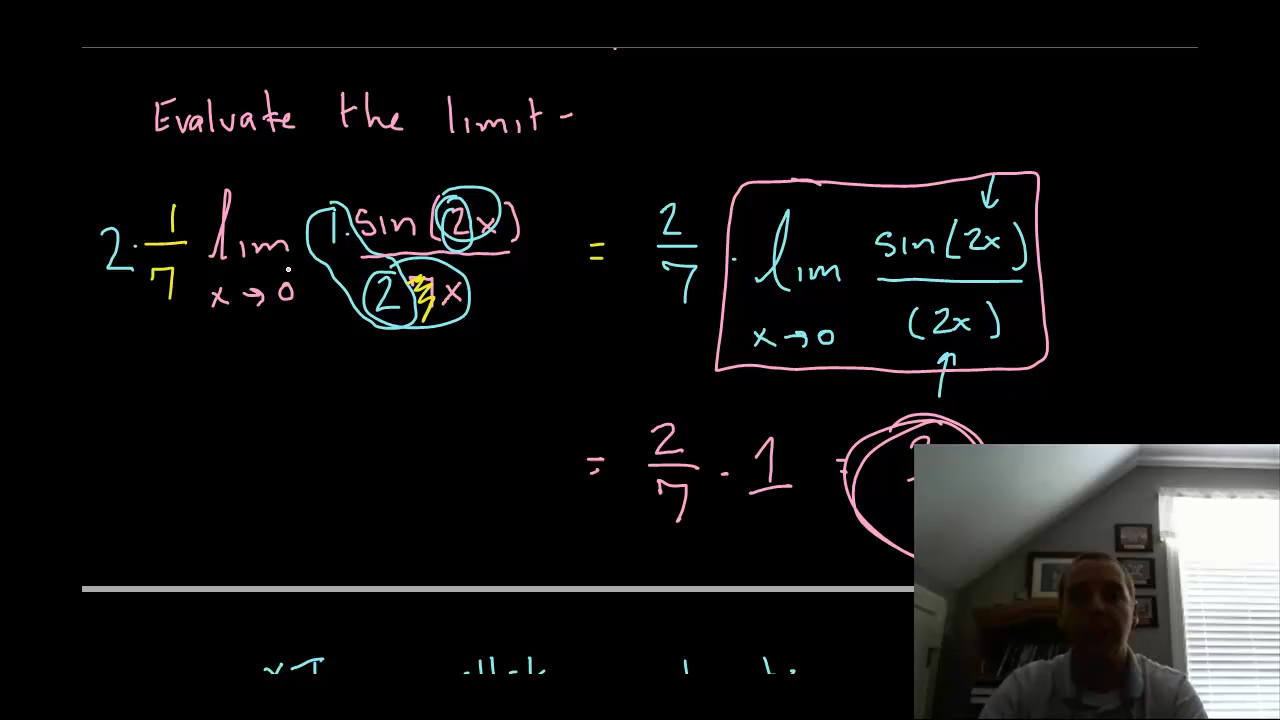 Evaluate the limit -
2 · 1/7 lim x→0 1·sin(2x) / 2 7x = 2/7 · lim x→0 sin(2x) / (2x)
= 2/7 · 1 =